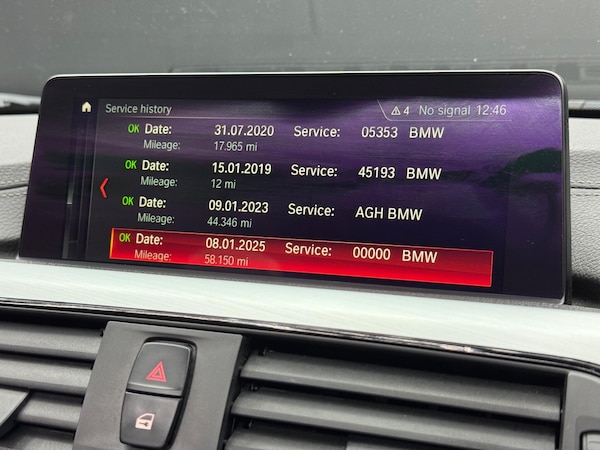 Service history
4 No signal 12:46
OK Date: 31.07.2020 Service: 05353 BMW
Mileage: 17.965 mi
OK Date: 15.01.2019 Service: 45193 BMW
Mileage: 12 mi
OK Date: 09.01.2023 Service: AGH BMW
Mileage: 44.346 mi
OK Date: 08.01.2025 Service: 00000 BMW
Mileage: 58.150 mi